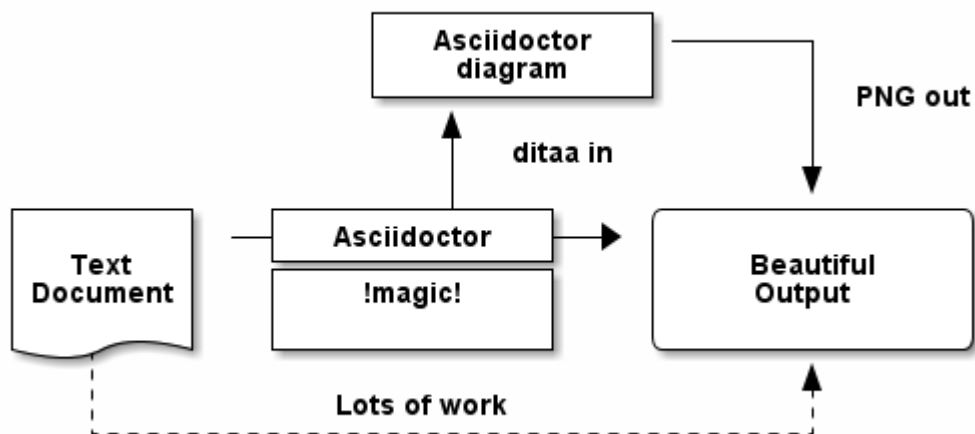 Asciidoctor
diagram
PNG out
ditaa in
Asciidoctor
Text
Document
!magic!
Beautiful
Output
Lots of work